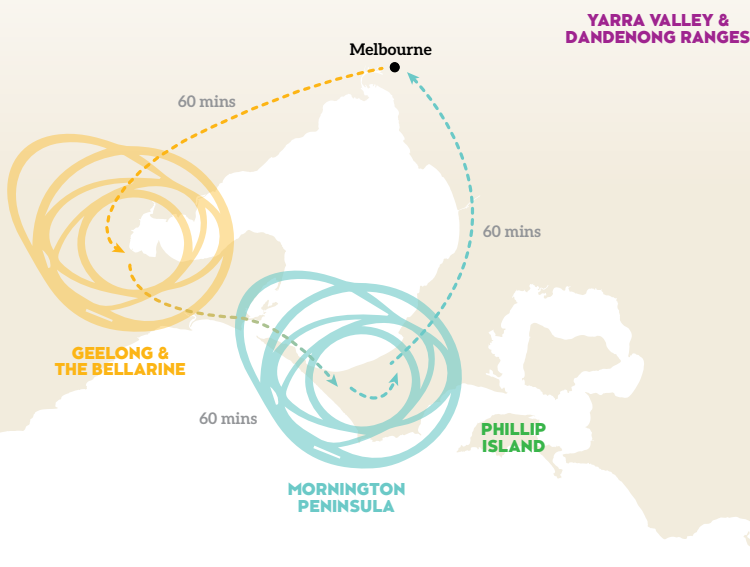 YARRA VALLEY &
DANDENONG RANGES
Melbourne
60 mins
60 mins
GEELONG &
THE BELLARINE
60 mins
PHILLIP
ISLAND
MORNINGTON
PENINSULA